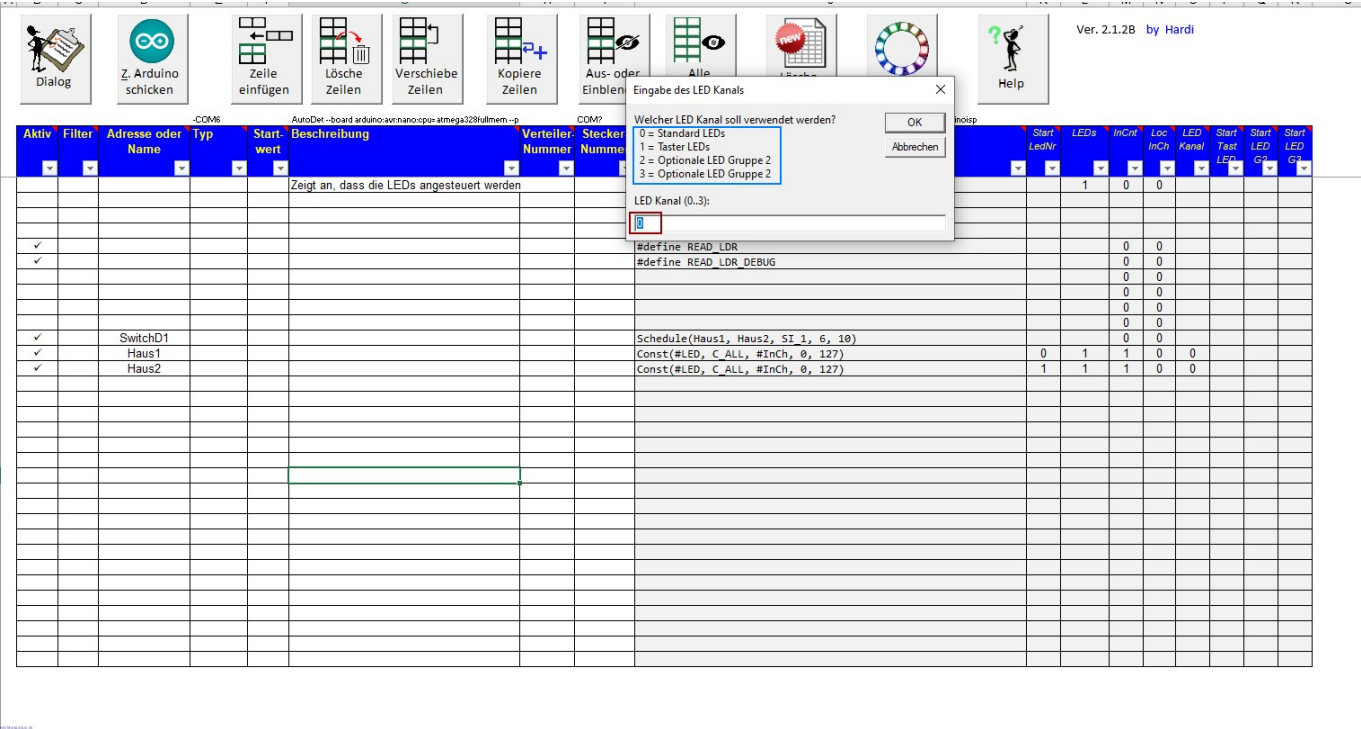 Dialog
Z. Arduino
schicken
Zeile
einfügen
Lösche
Zeilen
Verschiebe
Zeilen
Kopiere
Zeilen
Aus- oder
Alle
new
Help
Ver. 2.1.2B by Hardi
-COM6
AutoDet --board arduino:avr:nano:cpu=atmega328fullmem --p
COM?
Eingabe des LED Kanals
Welcher LED Kanal soll verwendet werden?
0 = Standard LEDs
1 = Taster LEDs
2 = Optionale LED Gruppe 2
3 = Optionale LED Gruppe 2
LED Kanal (0..3):
0
OK
Abbrechen
Aktiv Filter Adresse oder Name Typ Start-wert Beschreibung Verteiler-Nummer Stecker- Start LedNr LEDs InCnt Loc InCh LED Kanal Start Tast LED Start LED G2 Start LED G3
Zeigt an, dass die LEDs angesteuert werden 1 0 0
✓ #define READ_LDR 0 0
✓ #define READ_LDR_DEBUG 0 0
0 0
0 0
0 0
0 0
✓ SwitchD1 Schedule(Haus1, Haus2, SI_1, 6, 10) 0 0
✓ Haus1 Const(#LED, C_ALL, #InCh, 0, 127) 0 1 1 0 0
✓ Haus2 Const(#LED, C_ALL, #InCh, 0, 127) 1 1 1 0 0